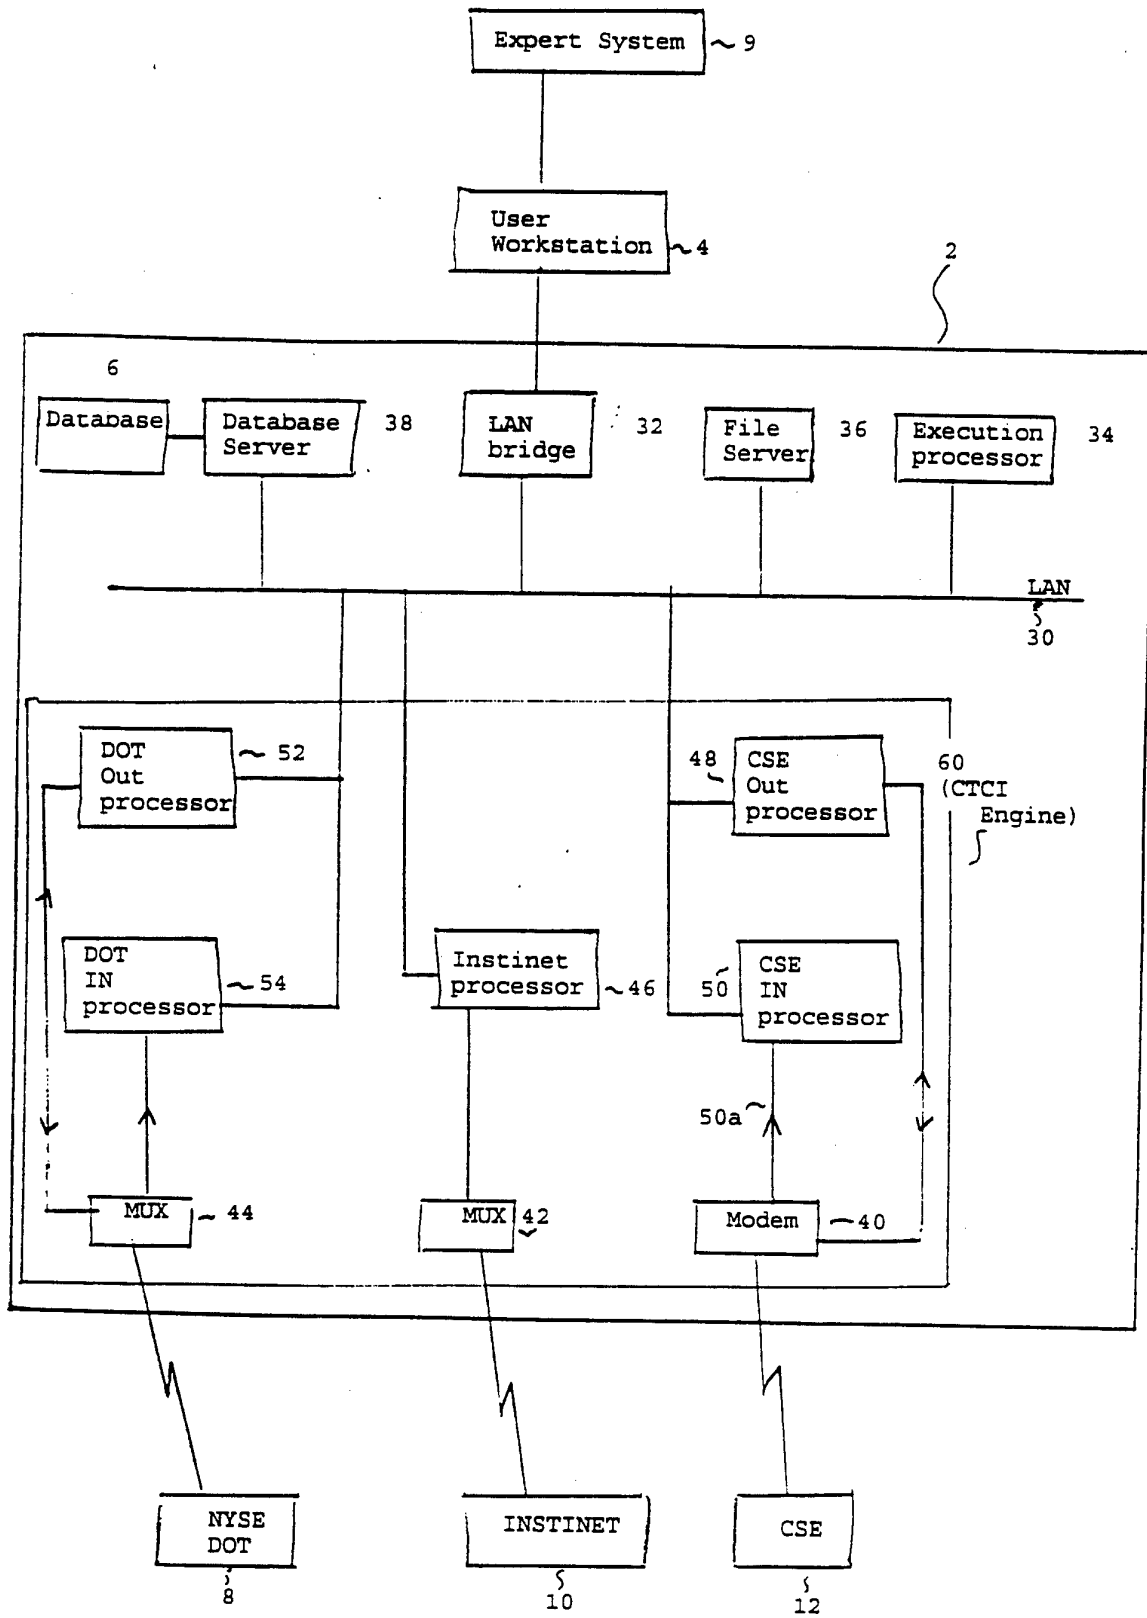 Expert System 9
User
Workstation 4
2
6
Database
Database
Server
38
LAN
bridge
32
File
Server
36
Execution
processor
34
LAN
30
DOT
Out
processor
52
48
CSE
Out
processor
60
(CTCI
Engine)
DOT
IN
processor
54
Instinet
processor
46
50
CSE
IN
processor
50a
MUX
44
MUX
42
Modem
40
NYSE
DOT
INSTINET
CSE
8
10
12